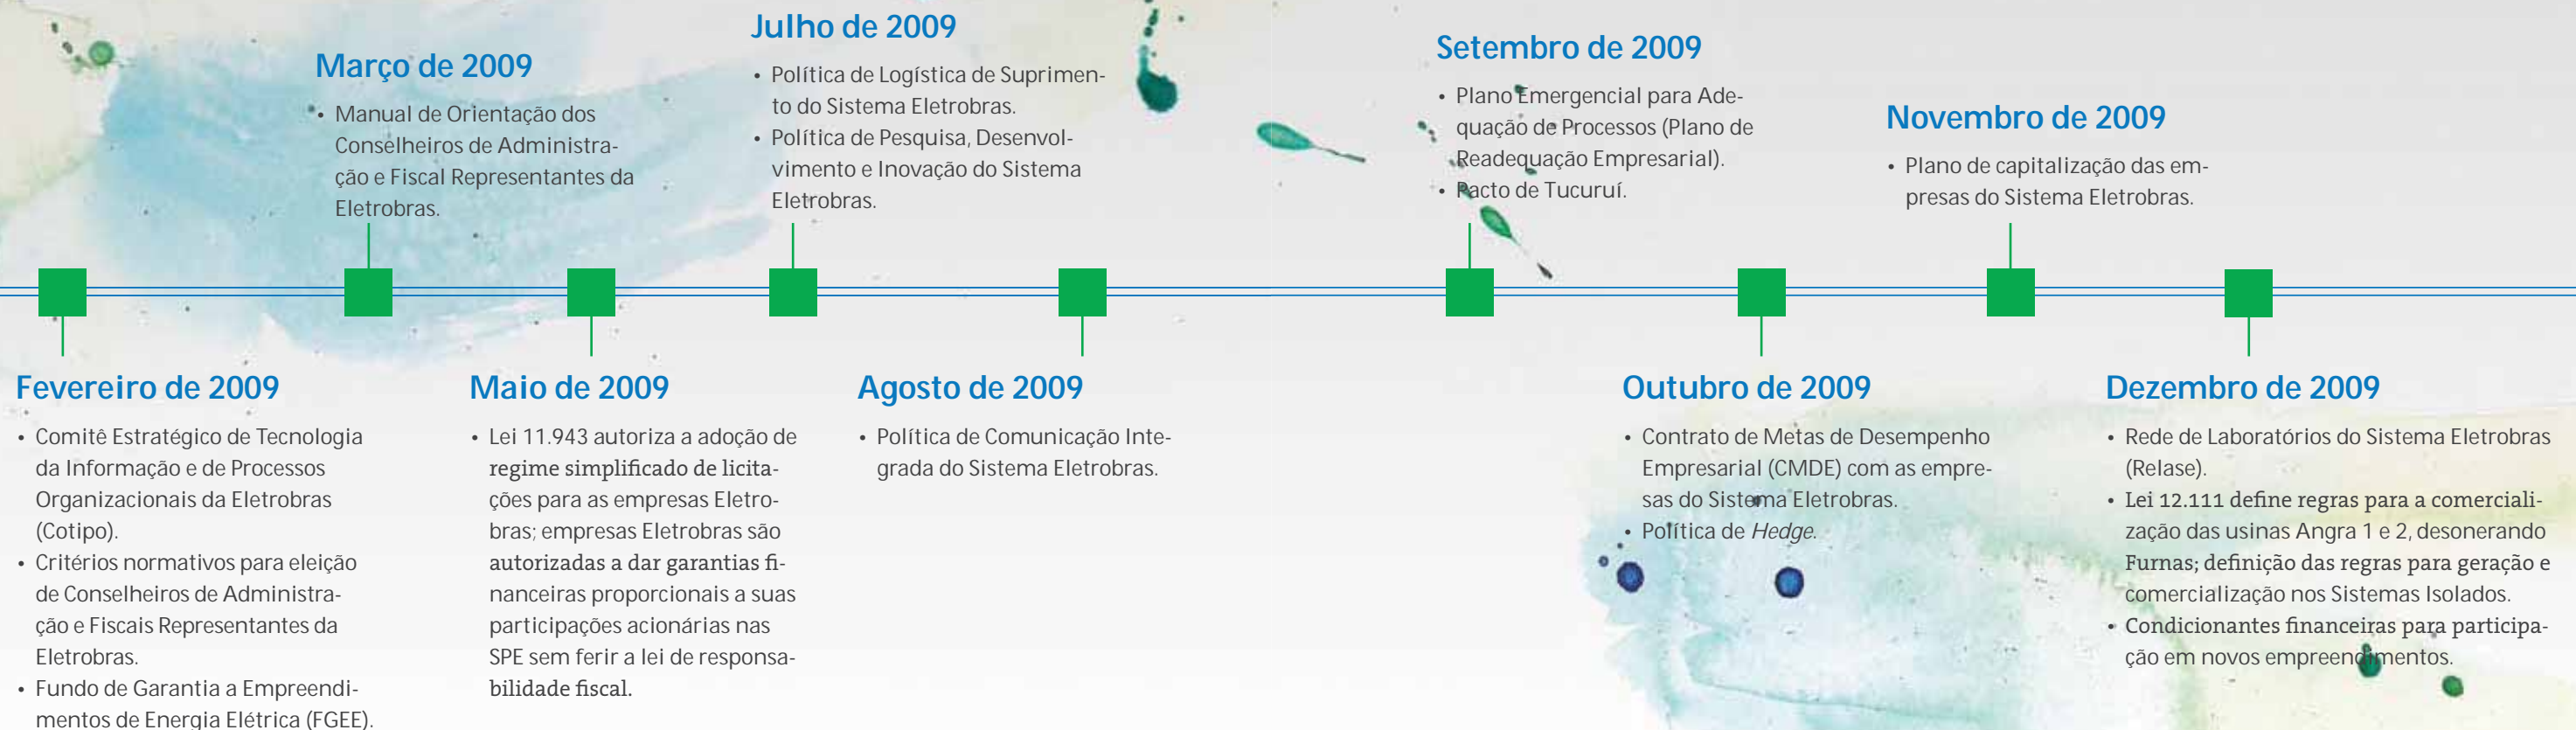 Fevereiro de 2009
• Comitê Estratégico de Tecnologia
da Informação e de Processos
Organizacionais da Eletrobras
(Cotipo).
• Critérios normativos para eleição
de Conselheiros de Administra-
ção e Fiscais Representantes da
Eletrobras.
• Fundo de Garantia a Empreendi-
mentos de Energia Elétrica (FGEE).
Março de 2009
• Manual de Orientação dos
Conselheiros de Administra-
ção e Fiscal Representantes da
Eletrobras.
Maio de 2009
• Lei 11.943 autoriza a adoção de
regime simplificado de licita-
ções para as empresas Eletro-
bras; empresas Eletrobras são
autorizadas a dar garantias fi-
nanceiras proporcionais a suas
participações acionárias nas
SPE sem ferir a lei de responsa-
bilidade fiscal.
Julho de 2009
• Política de Logística de Suprimen-
to do Sistema Eletrobras.
• Política de Pesquisa, Desenvol-
vimento e Inovação do Sistema
Eletrobras.
Agosto de 2009
• Política de Comunicação Inte-
grada do Sistema Eletrobras.
Setembro de 2009
• Plano Emergencial para Ade-
quação de Processos (Plano de
Readequação Empresarial).
• Pacto de Tucuruí.
Outubro de 2009
• Contrato de Metas de Desempenho
Empresarial (CMDE) com as empre-
sas do Sistema Eletrobras.
• Política de Hedge.
Novembro de 2009
• Plano de capitalização das em-
presas do Sistema Eletrobras.
Dezembro de 2009
• Rede de Laboratórios do Sistema Eletrobras
(Relase).
• Lei 12.111 define regras para a comerciali-
zação das usinas Angra 1 e 2, desonerando
Furnas; definição das regras para geração e
comercialização nos Sistemas Isolados.
• Condicionantes financeiras para participa-
ção em novos empreendimentos.